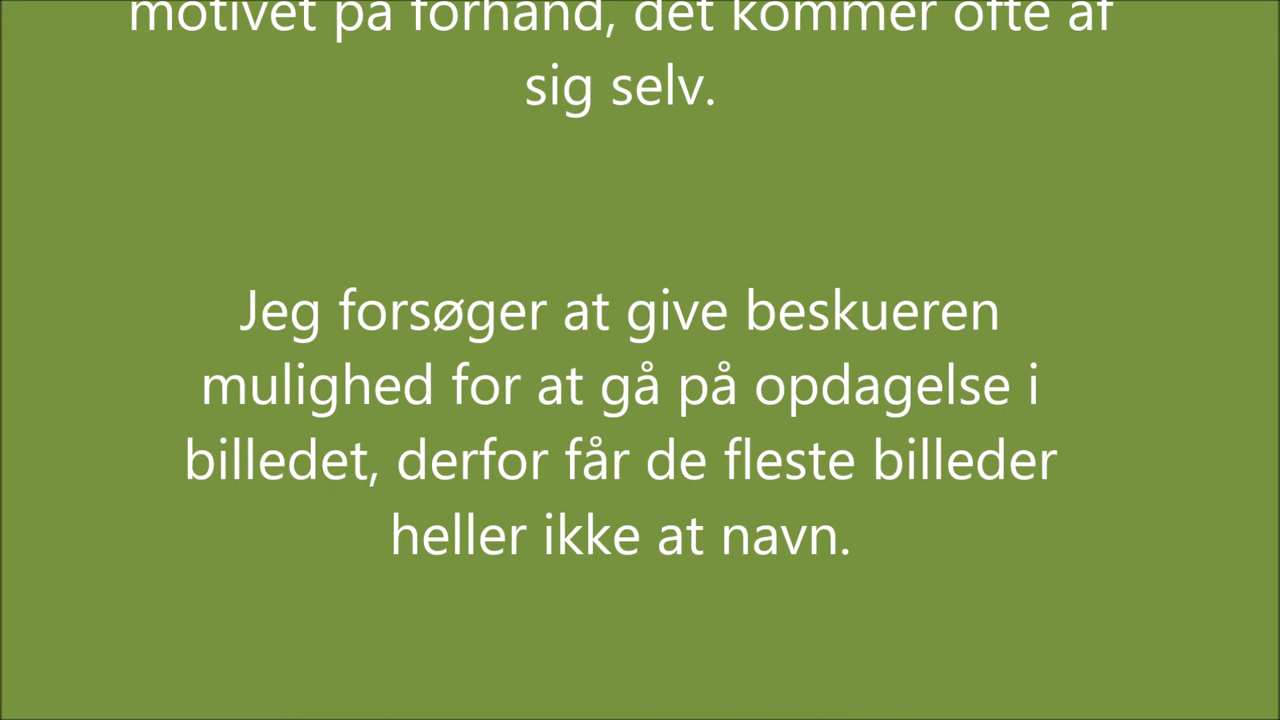 motivet på forhånd, det kommer ofte af
sig selv.
Jeg forsøger at give beskueren
mulighed for at gå på opdagelse i
billedet, derfor får de fleste billeder
heller ikke at navn.